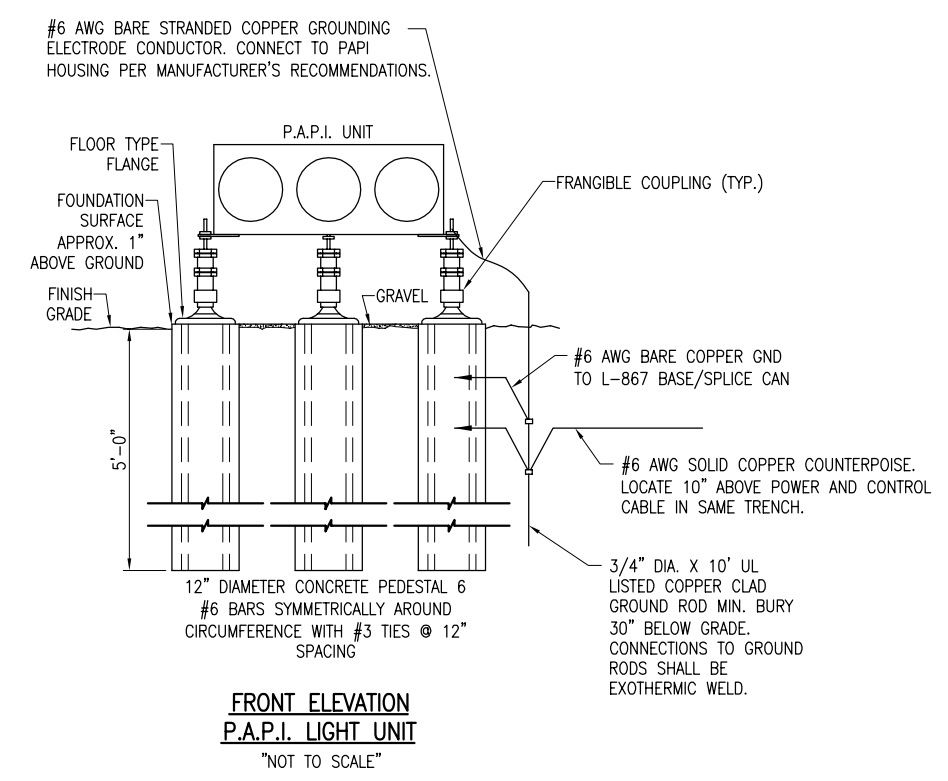 #6 AWG BARE STRANDED COPPER GROUNDING
ELECTRODE CONDUCTOR. CONNECT TO PAPI
HOUSING PER MANUFACTURER'S RECOMMENDATIONS.
P.A.P.I. UNIT
FLOOR TYPE
FLANGE
FRANGIBLE COUPLING (TYP.)
FOUNDATION
SURFACE
APPROX. 1"
ABOVE GROUND
FINISH
GRADE
GRAVEL
#6 AWG BARE COPPER GND
TO L-867 BASE/SPLICE CAN
5'-0"
#6 AWG SOLID COPPER COUNTERPOISE.
LOCATE 10" ABOVE POWER AND CONTROL
CABLE IN SAME TRENCH.
3/4" DIA. X 10' UL
LISTED COPPER CLAD
GROUND ROD MIN. BURY
30" BELOW GRADE.
CONNECTIONS TO GROUND
RODS SHALL BE
EXOTHERMIC WELD.
12" DIAMETER CONCRETE PEDESTAL 6
#6 BARS SYMMETRICALLY AROUND
CIRCUMFERENCE WITH #3 TIES @ 12"
SPACING
FRONT ELEVATION
P.A.P.I. LIGHT UNIT
"NOT TO SCALE"